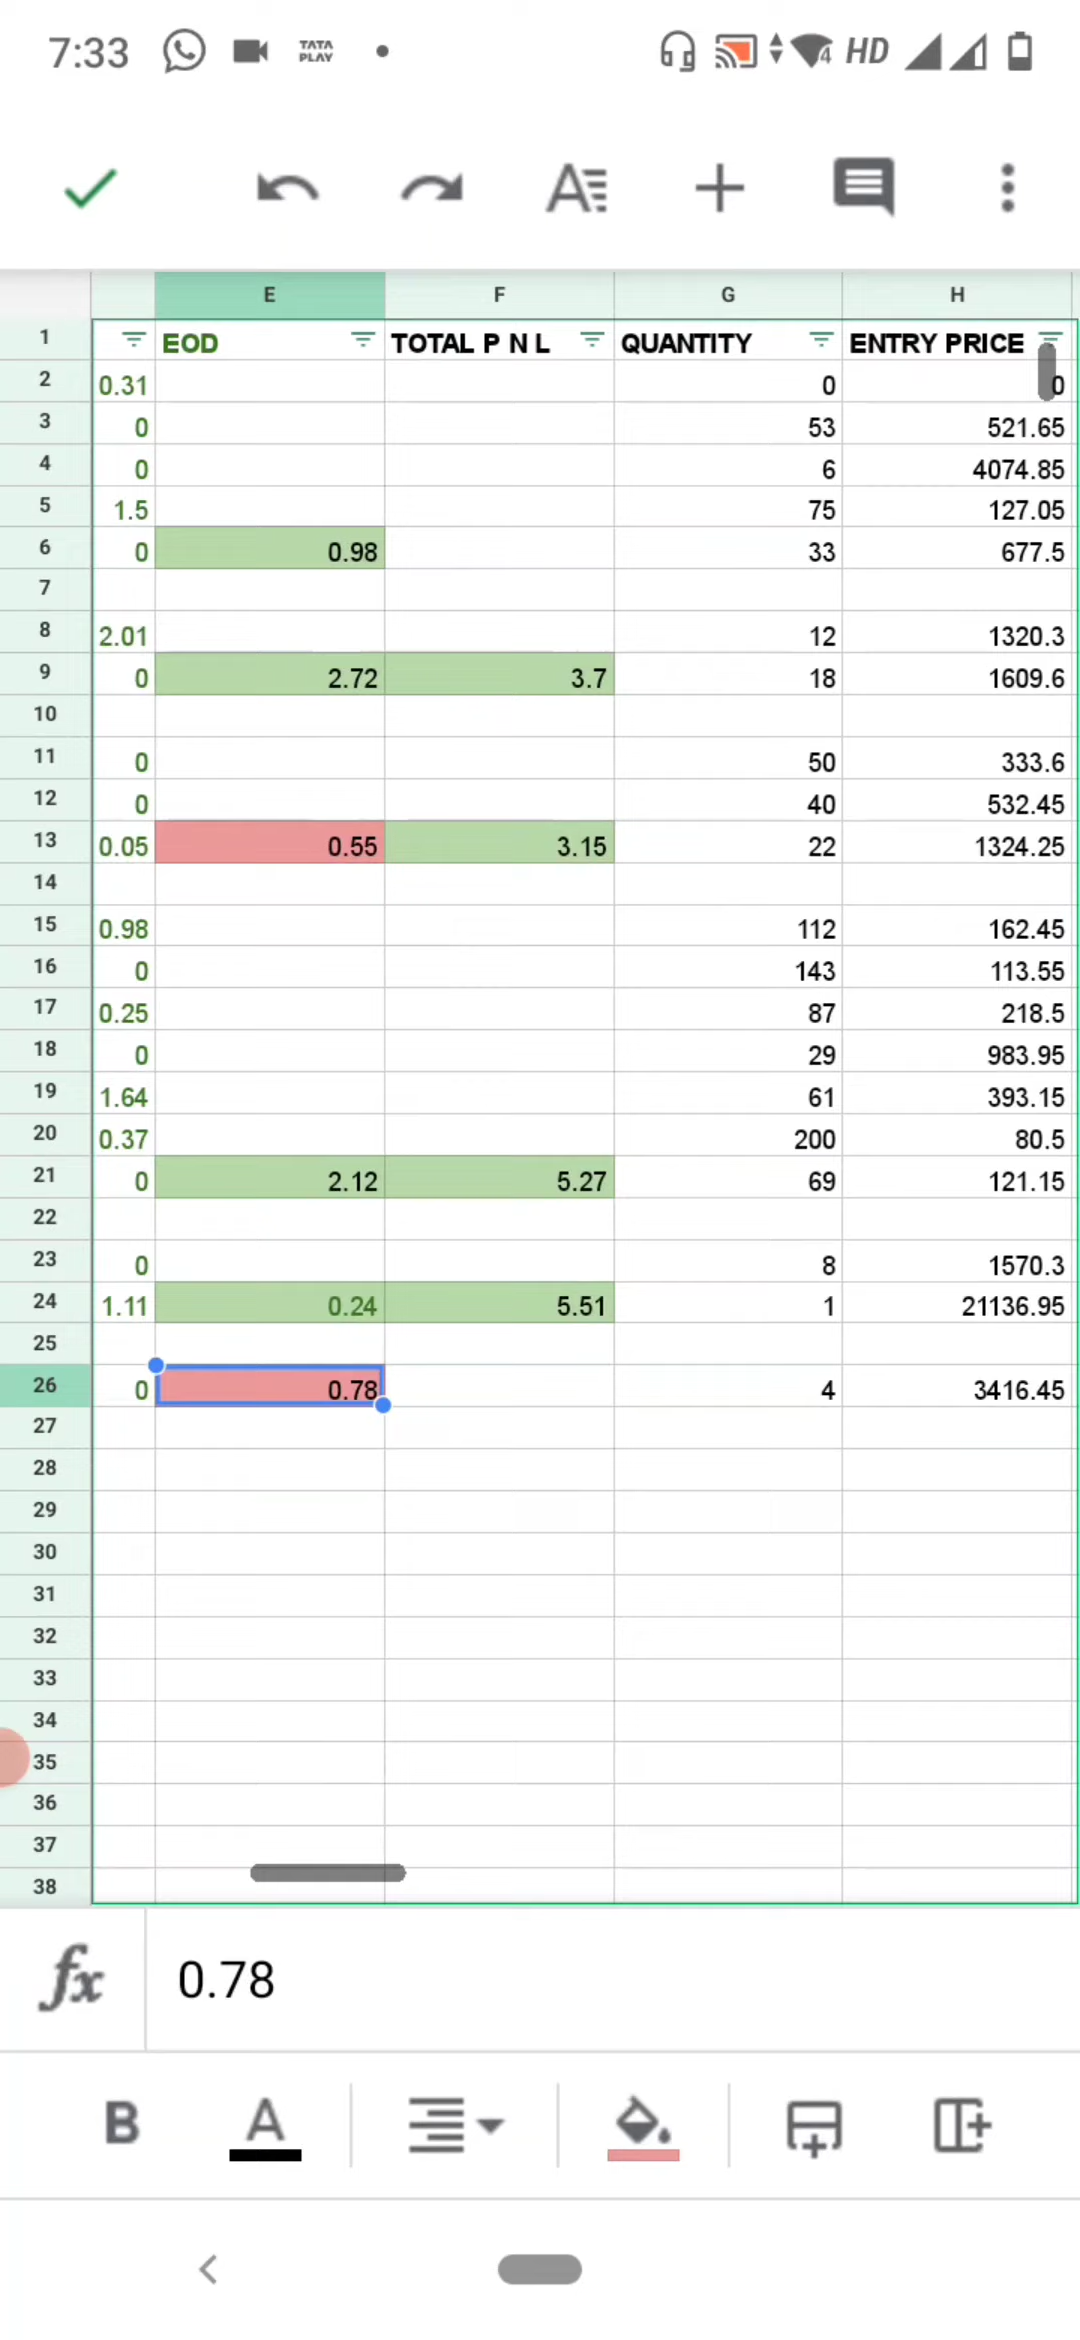 7:33 TATA PLAY 4 HD
E F G H
1 EOD TOTAL P N L QUANTITY ENTRY PRICE
2 0.31 0 0
3 0 53 521.65
4 0 6 4074.85
5 1.5 75 127.05
6 0 0.98 33 677.5
7
8 2.01 12 1320.3
9 0 2.72 3.7 18 1609.6
10
11 0 50 333.6
12 0 40 532.45
13 0.05 0.55 3.15 22 1324.25
14
15 0.98 112 162.45
16 0 143 113.55
17 0.25 87 218.5
18 0 29 983.95
19 1.64 61 393.15
20 0.37 200 80.5
21 0 2.12 5.27 69 121.15
22
23 0 8 1570.3
24 1.11 0.24 5.51 1 21136.95
25
26 0 0.78 4 3416.45
27
28
29
30
31
32
33
34
35
36
37
38
fx 0.78
B A